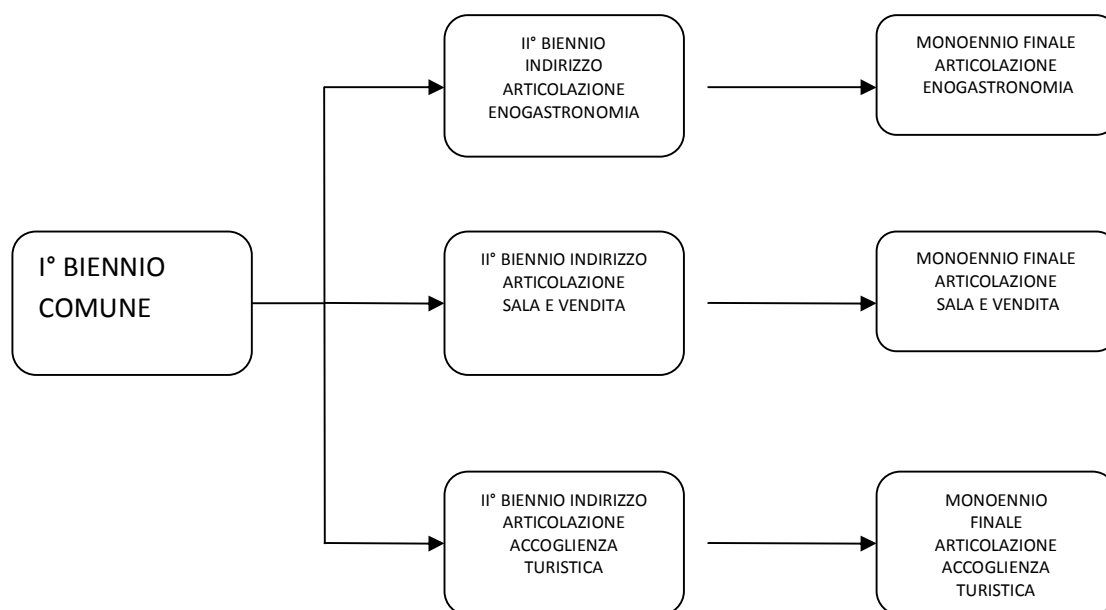 I° BIENNIO
COMUNE
II° BIENNIO
INDIRIZZO
ARTICOLAZIONE
ENOGASTRONOMIA
MONOENNIO FINALE
ARTICOLAZIONE
ENOGASTRONOMIA
II° BIENNIO INDIRIZZO
ARTICOLAZIONE
SALA E VENDITA
MONOENNIO FINALE
ARTICOLAZIONE
SALA E VENDITA
II° BIENNIO INDIRIZZO
ARTICOLAZIONE
ACCOGLIENZA
TURISTICA
MONOENNIO
FINALE
ARTICOLAZIONE
ACCOGLIENZA
TURISTICA